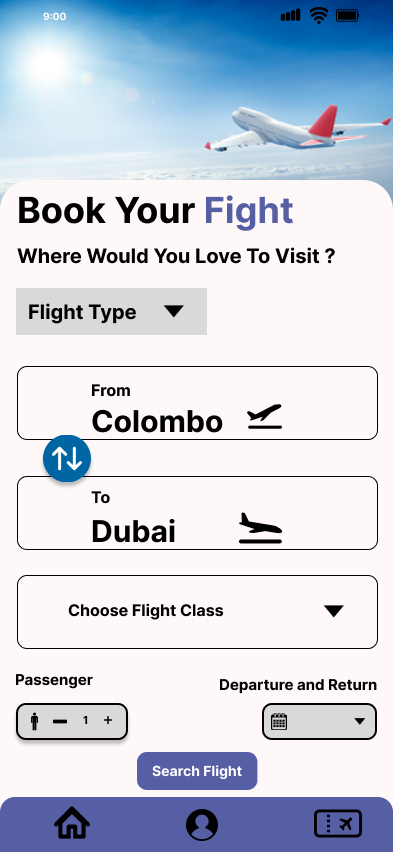 9:00
Book Your Fight
Where Would You Love To Visit ?
Flight Type
From
Colombo
To
Dubai
Choose Flight Class
Passenger
Departure and Return
1 +
Search Flight